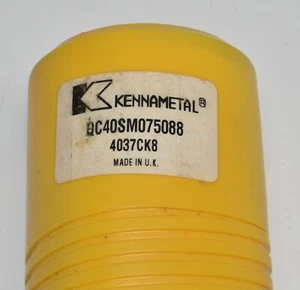 KENNAMETAL®
QC40SM075088
4037CK8
MADE IN U.K.